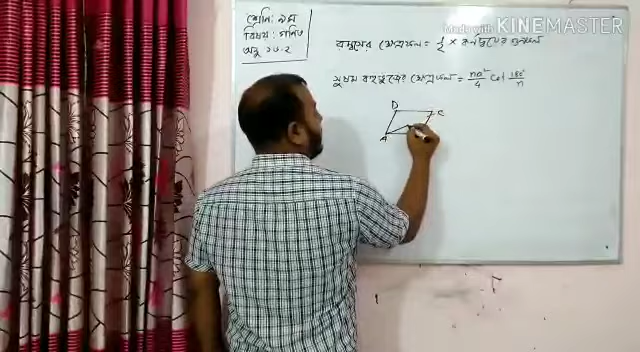 Made with KINEMASTER
শ্রেণি: ৯ম
বিষয়: গণিত
অনু ১৬.২
রম্বসের ক্ষেত্রফল = 1/2 × কর্ণদ্বয়ের গুণফল
সুষম বহুভুজের ক্ষেত্রফল = na²/4 cot 180°/n
D C
A